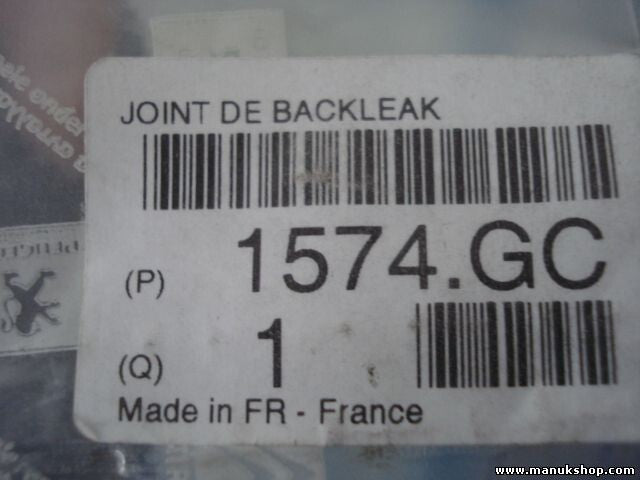 JOINT DE BACKLEAK
(P) 1574.GC
(Q) 1
Made in FR - France
www.manukshop.com